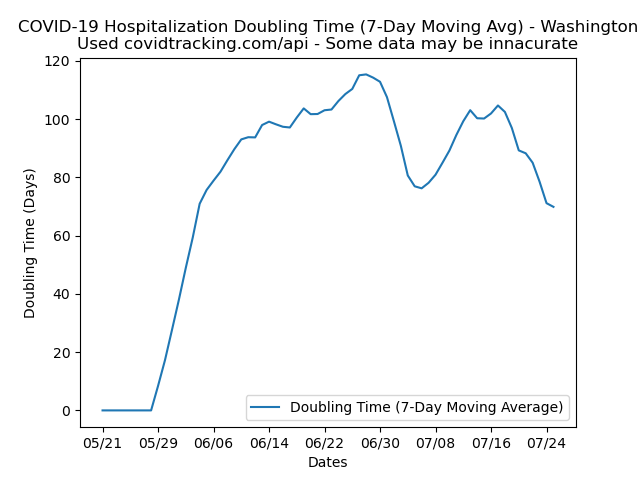 COVID-19 Hospitalization Doubling Time (7-Day Moving Avg) - Washington
Used covidtracking.com/api - Some data may be innacurate
120
100
80
60
40
20
0
Doubling Time (Days)
Doubling Time (7-Day Moving Average)
05/21 05/29 06/06 06/14 06/22 06/30 07/08 07/16 07/24
Dates